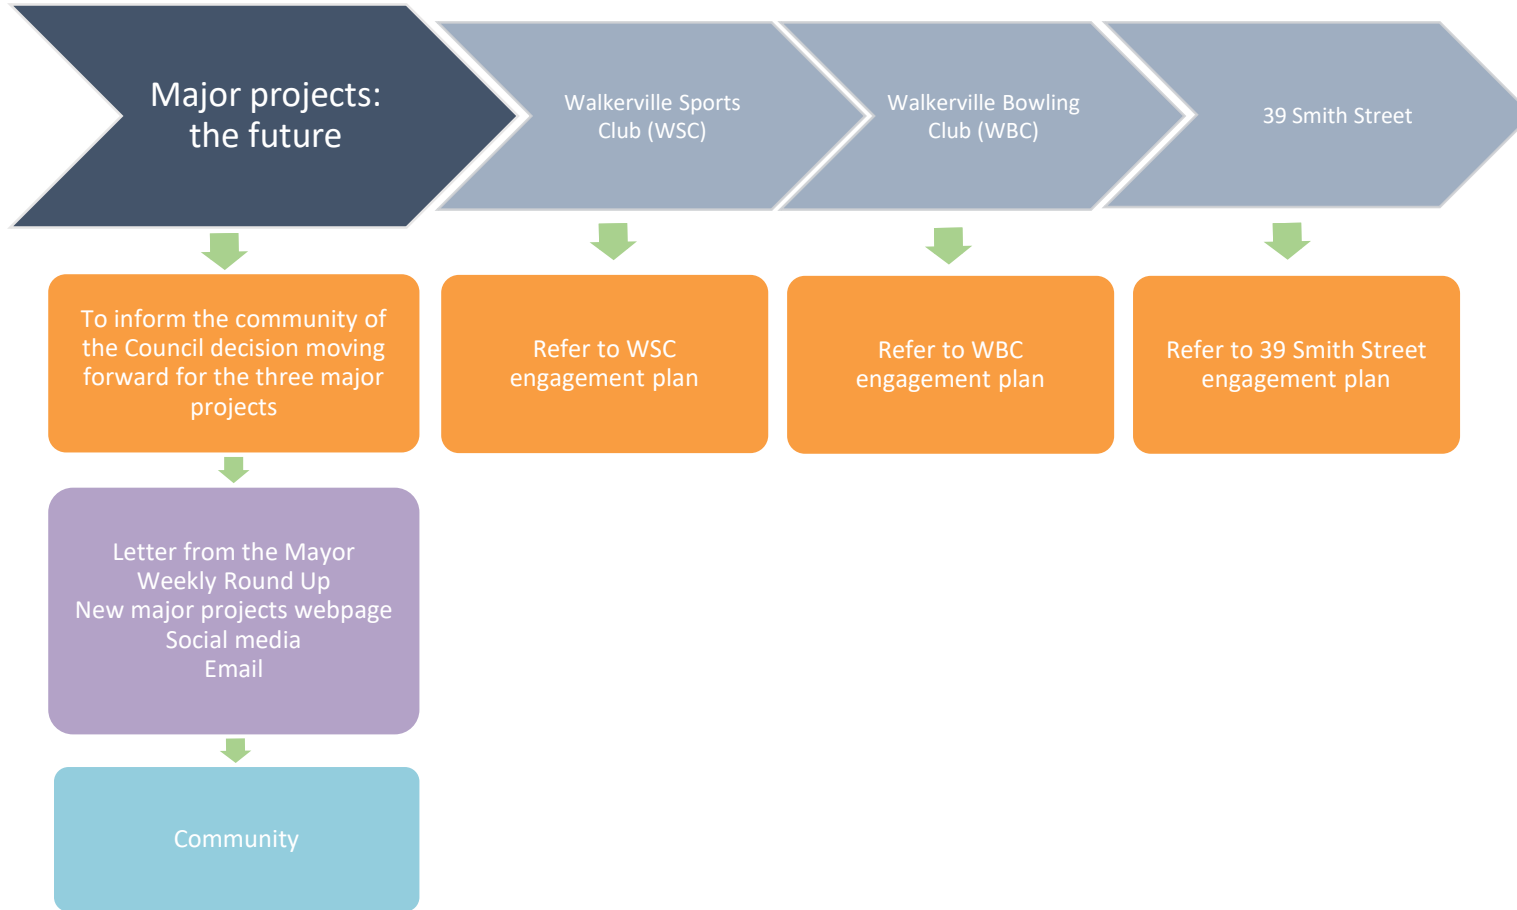 Major projects:
the future
Walkerville Sports
Club (WSC)
Walkerville Bowling
Club (WBC)
39 Smith Street
To inform the community of
the Council decision moving
forward for the three major
projects
Refer to WSC
engagement plan
Refer to WBC
engagement plan
Refer to 39 Smith Street
engagement plan
Letter from the Mayor
Weekly Round Up
New major projects webpage
Social media
Email
Community